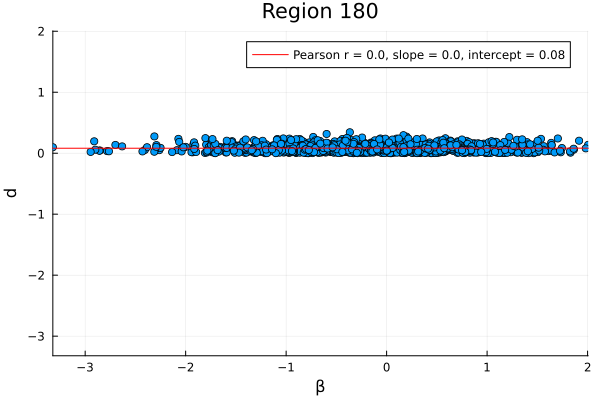 Region 180
Pearson r = 0.0, slope = 0.0, intercept = 0.08
2
1
0
−1
−2
−3
d
−3 −2 −1 0 1 2
β